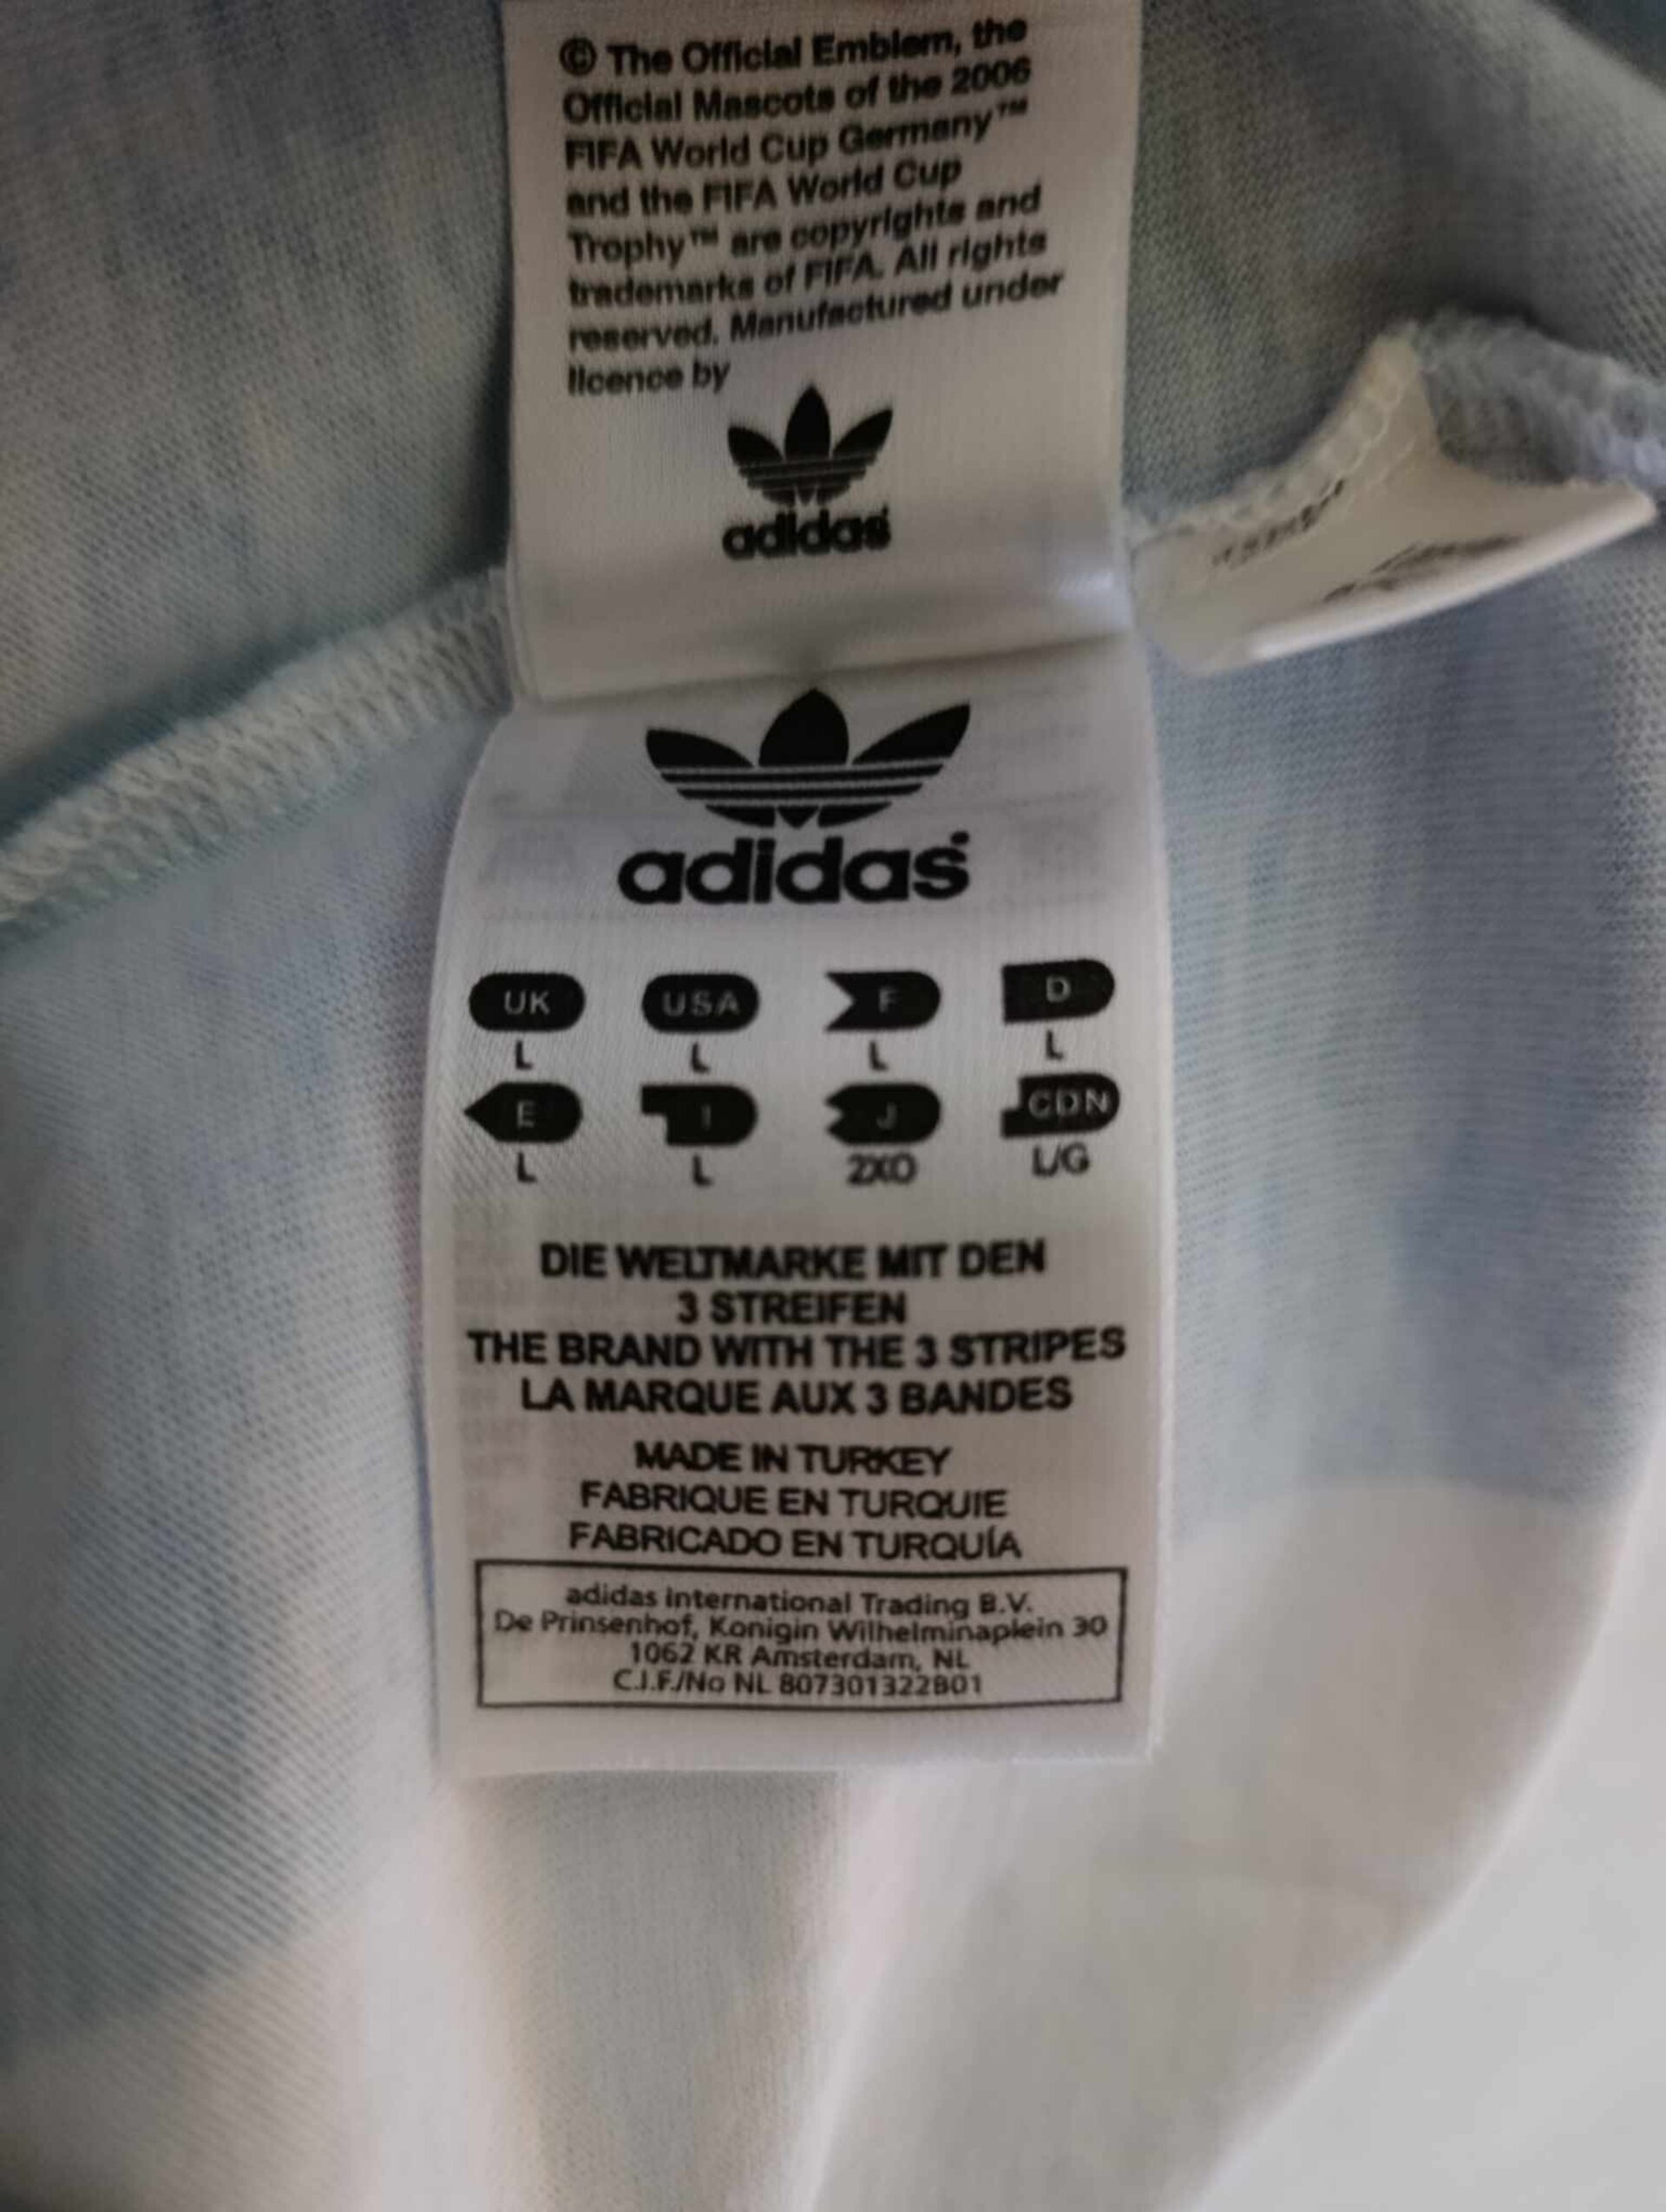 © The Official Emblem, the
Official Mascots of the 2006
FIFA World Cup Germany™
and the FIFA World Cup
Trophy™ are copyrights and
trademarks of FIFA. All rights
reserved. Manufactured under
licence by
adidas
adidas
UK USA F D
L L L L
E I J CDN
L L 2XO L/G
DIE WELTMARKE MIT DEN
3 STREIFEN
THE BRAND WITH THE 3 STRIPES
LA MARQUE AUX 3 BANDES
MADE IN TURKEY
FABRIQUE EN TURQUIE
FABRICADO EN TURQUÍA
adidas International Trading B.V.
De Prinsenhof, Konigin Wilhelminaplein 30
1062 KR Amsterdam, NL
C.I.F./No NL 807301322B01